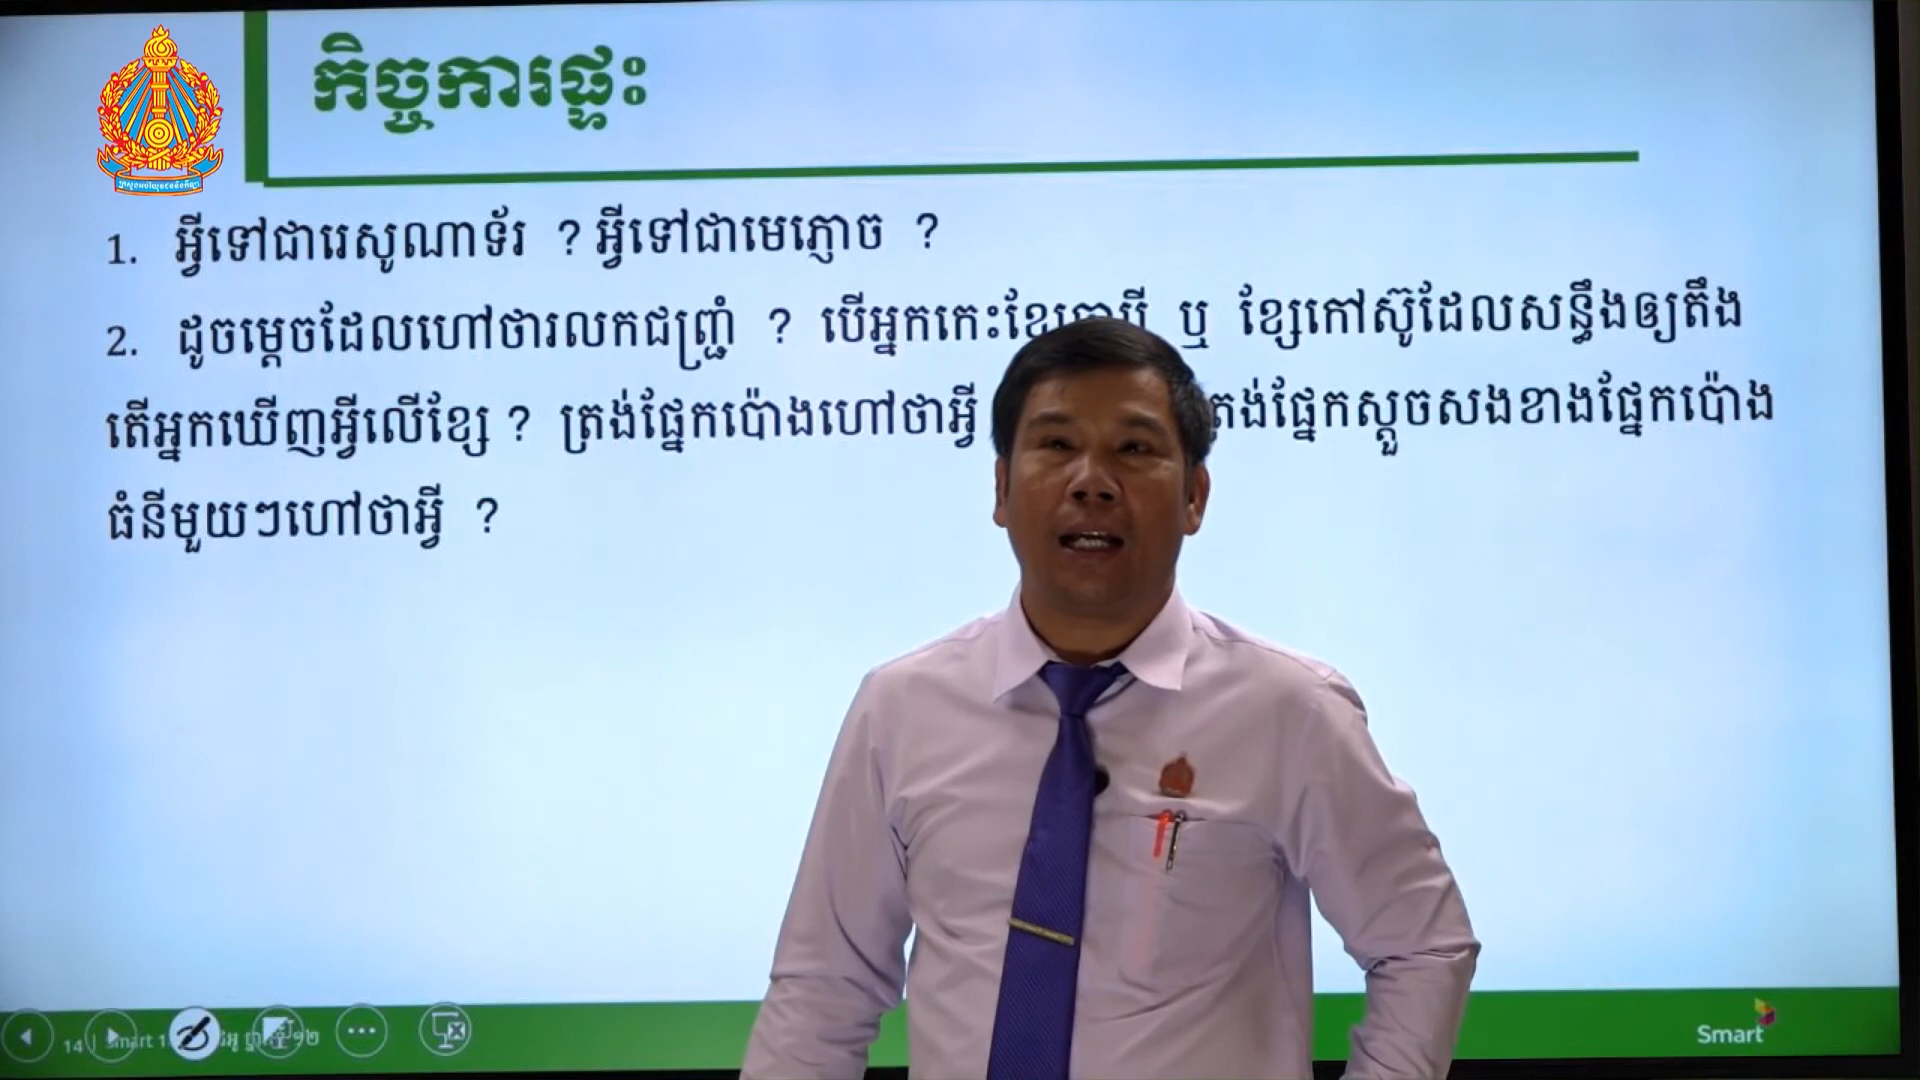 កិច្ចការផ្ទះ
1. អ្វីទៅជារេសូណាទ័រ ? អ្វីទៅជាមេភ្ញោច ?
2. ដូចម្តេចដែលហៅថារលកជញ្ជ្រំ ? បើអ្នកកេះខ្សែ ឬ ខ្សែកៅស៊ូដែលសន្ធឹងឲ្យតឹង
តើអ្នកឃើញអ្វីលើខ្សែ ? ត្រង់ផ្នែកប៉ោងហៅថាអ្វី ត្រង់ផ្នែកស្តួចសងខាងផ្នែកប៉ោង
ធំនីមួយៗហៅថាអ្វី ?
14 | Smart
Smart